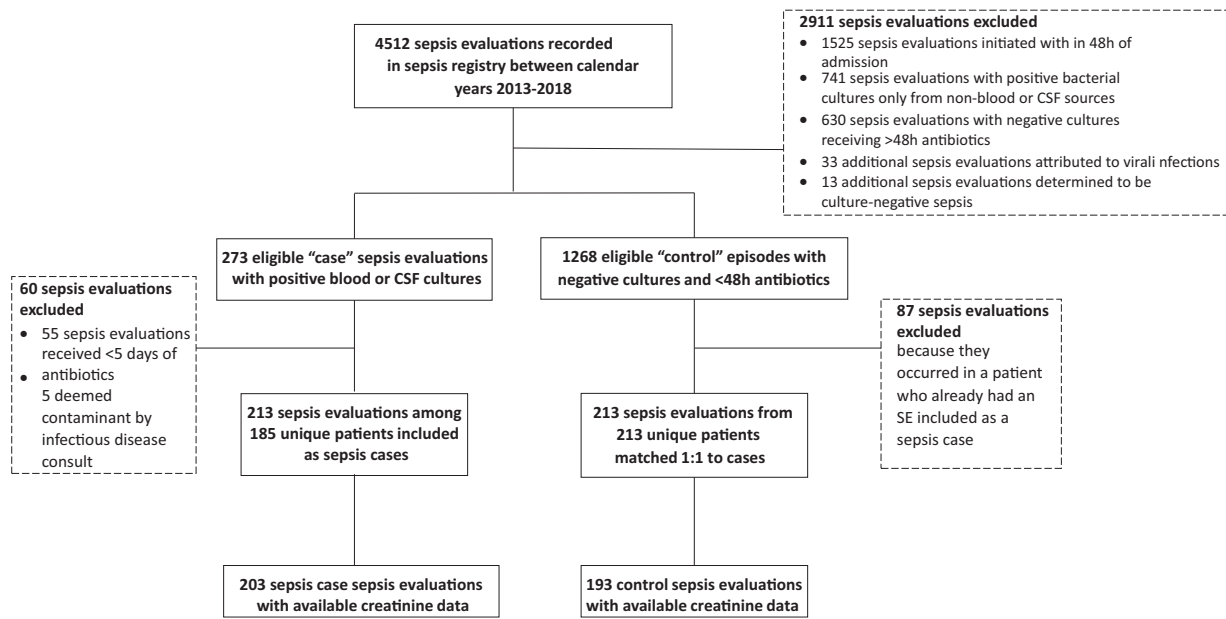 4512 sepsis evaluations recorded
in sepsis registry between calendar
years 2013-2018
2911 sepsis evaluations excluded
• 1525 sepsis evaluations initiated with in 48h of
admission
• 741 sepsis evaluations with positive bacterial
cultures only from non-blood or CSF sources
• 630 sepsis evaluations with negative cultures
receiving >48h antibiotics
• 33 additional sepsis evaluations attributed to virali nfections
• 13 additional sepsis evaluations determined to be
culture-negative sepsis
273 eligible “case” sepsis evaluations
with positive blood or CSF cultures
1268 eligible “control” episodes with
negative cultures and <48h antibiotics
60 sepsis evaluations
excluded
• 55 sepsis evaluations
received <5 days of
• antibiotics
5 deemed
contaminant by
infectious disease
consult
87 sepsis evaluations
excluded
because they
occurred in a patient
who already had an
SE included as a
sepsis case
213 sepsis evaluations among
185 unique patients included
as sepsis cases
213 sepsis evaluations from
213 unique patients
matched 1:1 to cases
203 sepsis case sepsis evaluations
with available creatinine data
193 control sepsis evaluations
with available creatinine data